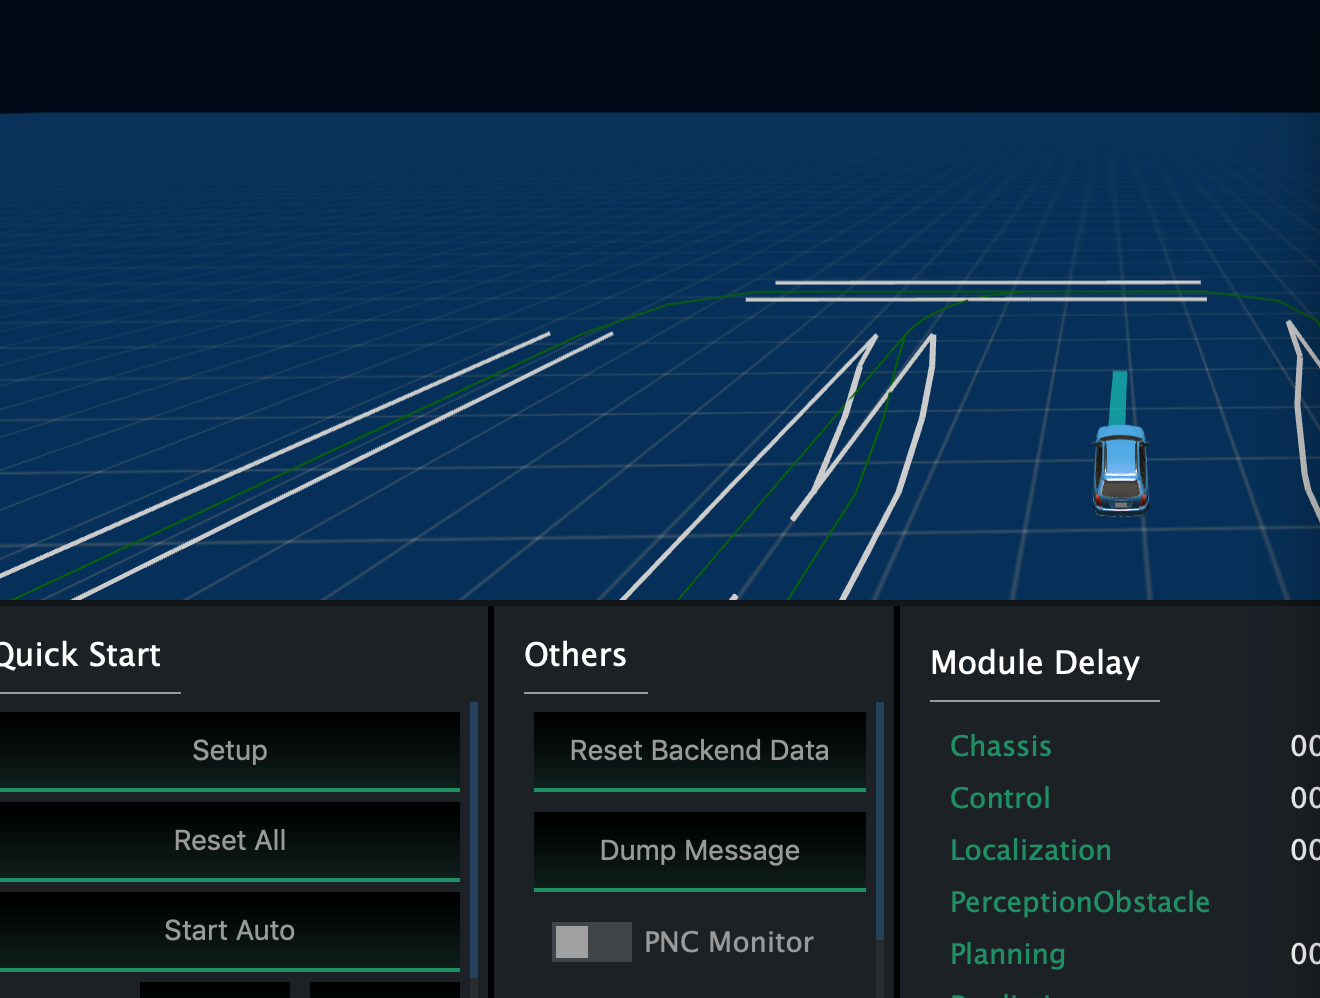 Quick Start
Setup
Reset All
Start Auto
Others
Reset Backend Data
Dump Message
PNC Monitor
Module Delay
Chassis 00
Control 00
Localization 00
PerceptionObstacle
Planning 00